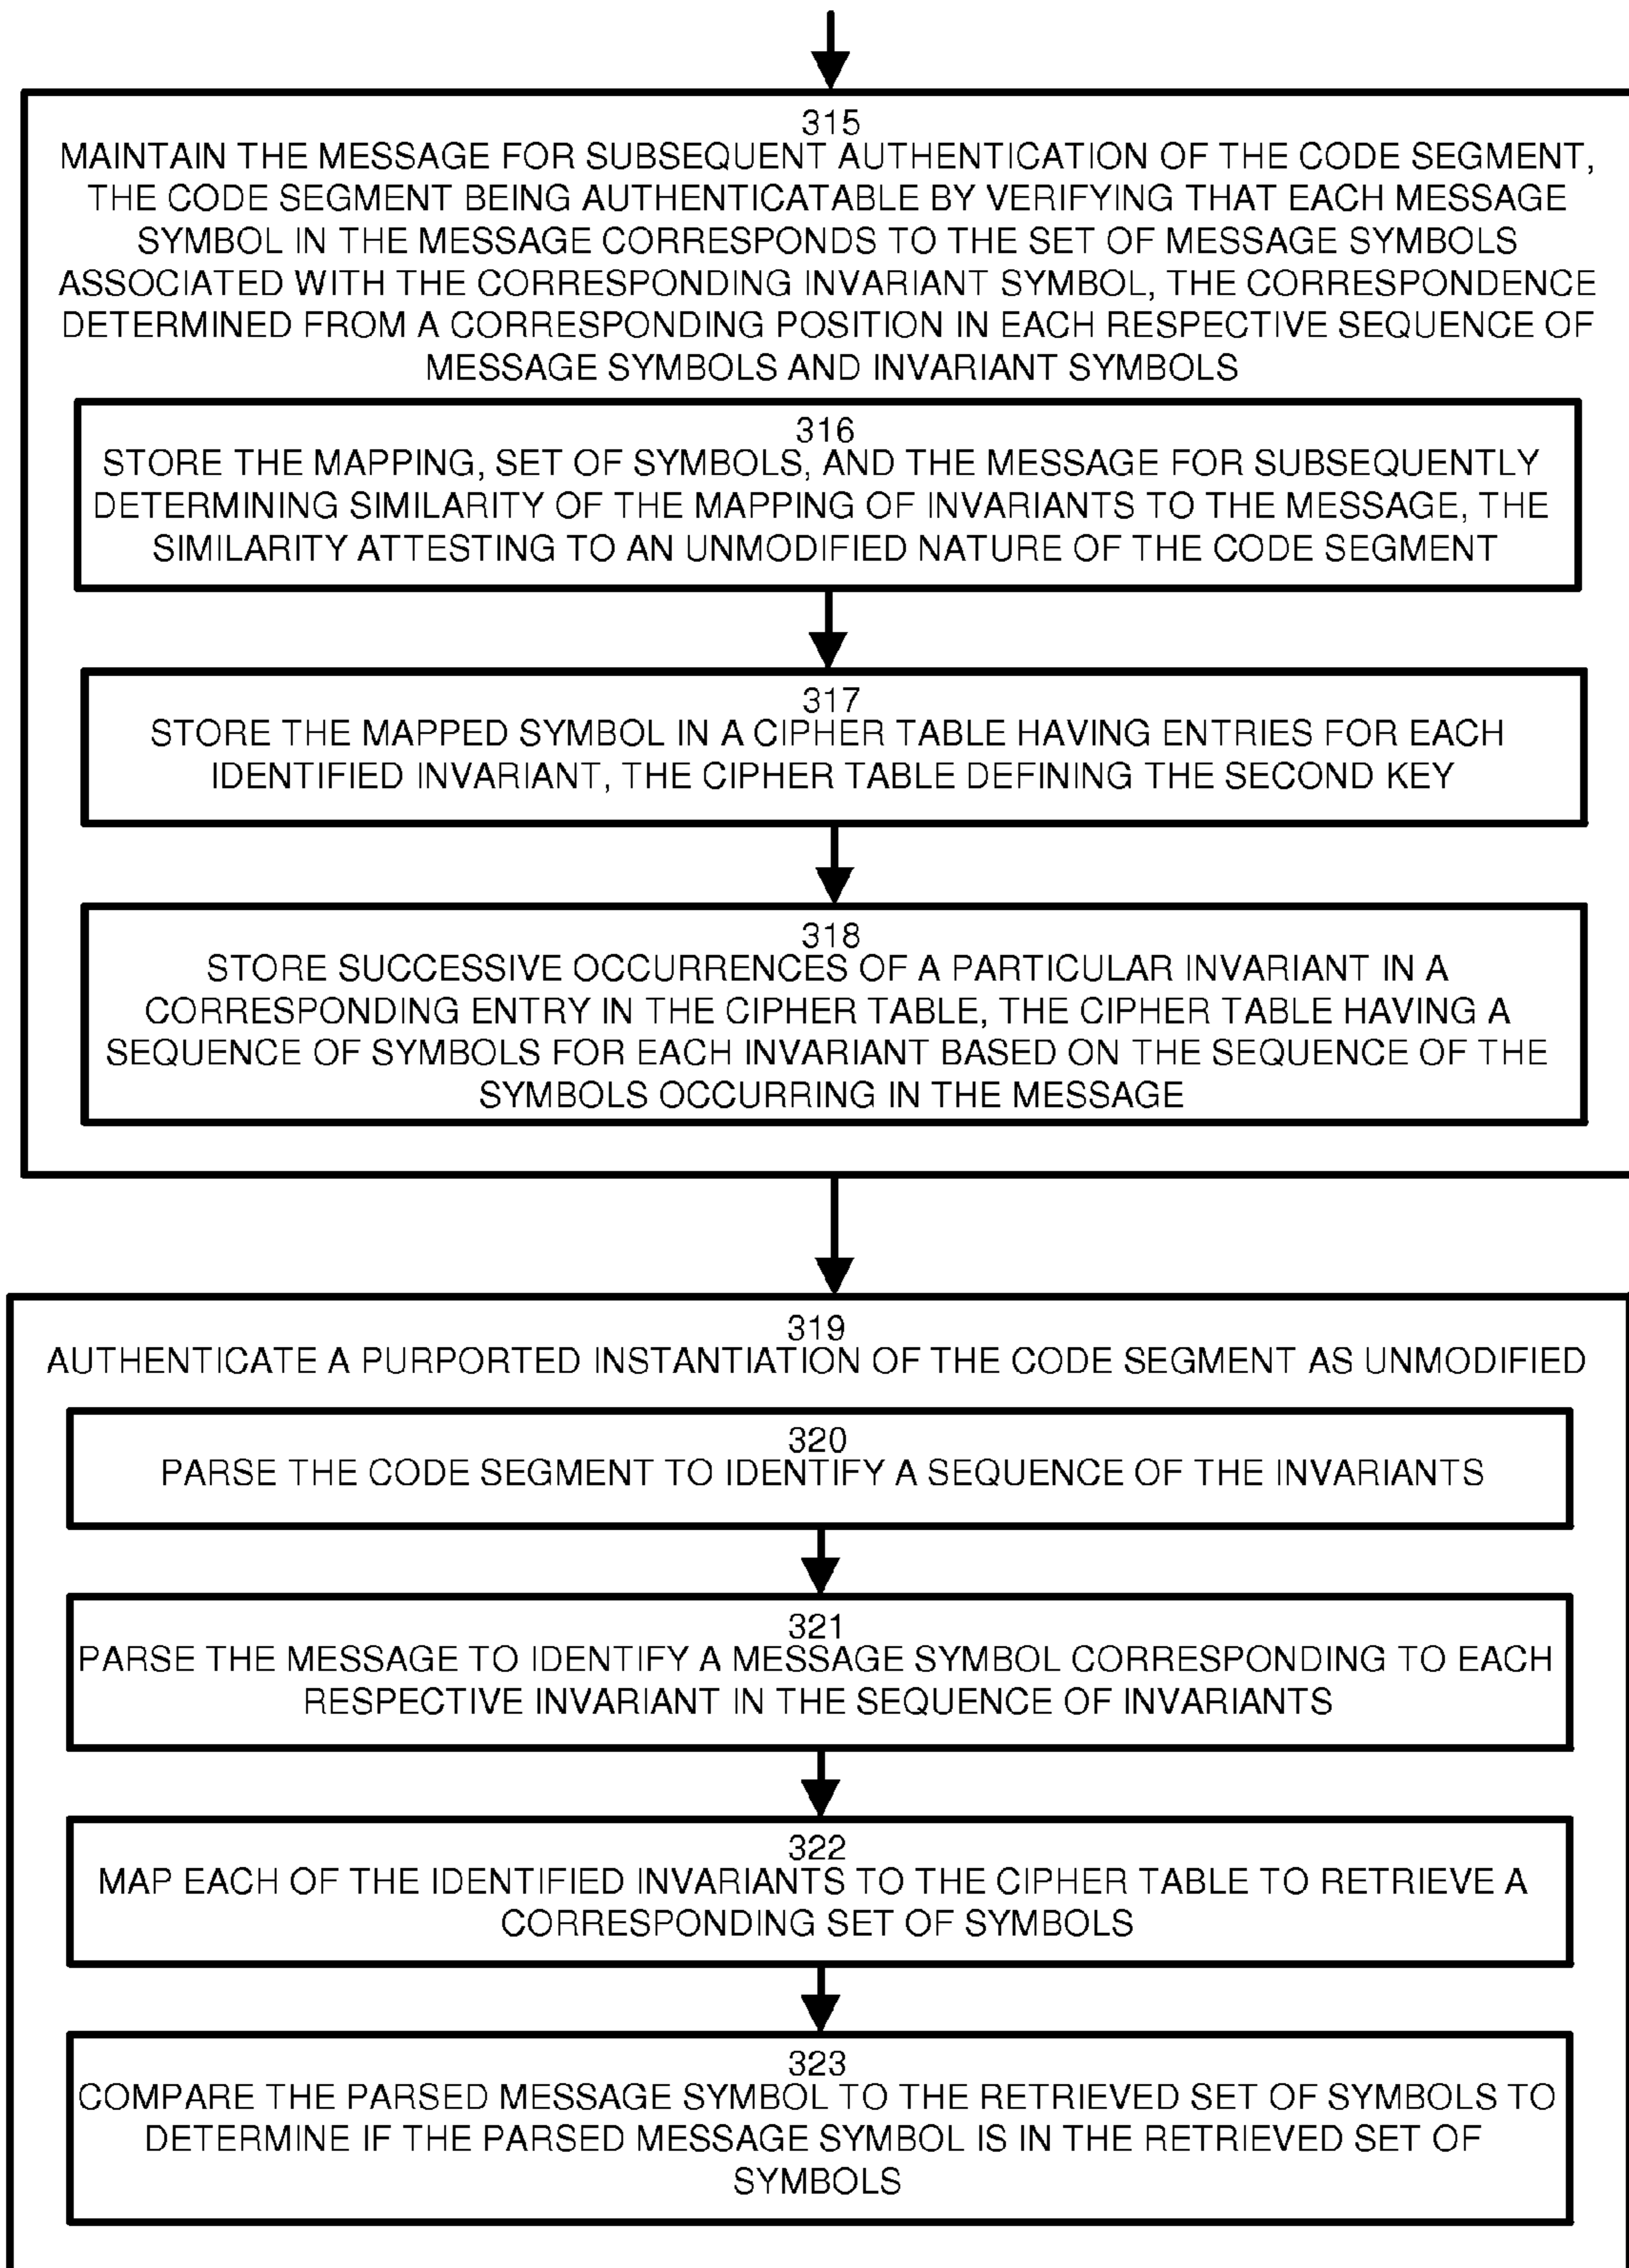 315
MAINTAIN THE MESSAGE FOR SUBSEQUENT AUTHENTICATION OF THE CODE SEGMENT,
THE CODE SEGMENT BEING AUTHENTICATABLE BY VERIFYING THAT EACH MESSAGE
SYMBOL IN THE MESSAGE CORRESPONDS TO THE SET OF MESSAGE SYMBOLS
ASSOCIATED WITH THE CORRESPONDING INVARIANT SYMBOL, THE CORRESPONDENCE
DETERMINED FROM A CORRESPONDING POSITION IN EACH RESPECTIVE SEQUENCE OF
MESSAGE SYMBOLS AND INVARIANT SYMBOLS
316
STORE THE MAPPING, SET OF SYMBOLS, AND THE MESSAGE FOR SUBSEQUENTLY
DETERMINING SIMILARITY OF THE MAPPING OF INVARIANTS TO THE MESSAGE, THE
SIMILARITY ATTESTING TO AN UNMODIFIED NATURE OF THE CODE SEGMENT
317
STORE THE MAPPED SYMBOL IN A CIPHER TABLE HAVING ENTRIES FOR EACH
IDENTIFIED INVARIANT, THE CIPHER TABLE DEFINING THE SECOND KEY
318
STORE SUCCESSIVE OCCURRENCES OF A PARTICULAR INVARIANT IN A
CORRESPONDING ENTRY IN THE CIPHER TABLE, THE CIPHER TABLE HAVING A
SEQUENCE OF SYMBOLS FOR EACH INVARIANT BASED ON THE SEQUENCE OF THE
SYMBOLS OCCURRING IN THE MESSAGE
319
AUTHENTICATE A PURPORTED INSTANTIATION OF THE CODE SEGMENT AS UNMODIFIED
320
PARSE THE CODE SEGMENT TO IDENTIFY A SEQUENCE OF THE INVARIANTS
321
PARSE THE MESSAGE TO IDENTIFY A MESSAGE SYMBOL CORRESPONDING TO EACH
RESPECTIVE INVARIANT IN THE SEQUENCE OF INVARIANTS
322
MAP EACH OF THE IDENTIFIED INVARIANTS TO THE CIPHER TABLE TO RETRIEVE A
CORRESPONDING SET OF SYMBOLS
323
COMPARE THE PARSED MESSAGE SYMBOL TO THE RETRIEVED SET OF SYMBOLS TO
DETERMINE IF THE PARSED MESSAGE SYMBOL IS IN THE RETRIEVED SET OF
SYMBOLS